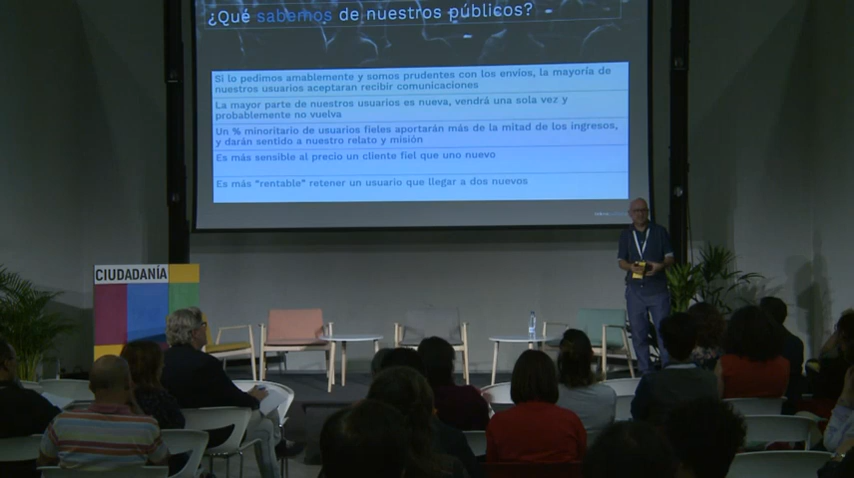 ¿Qué sabemos de nuestros públicos?
Si lo pedimos amablemente y somos prudentes con los envíos, la mayoría de
nuestros usuarios aceptaran recibir comunicaciones
La mayor parte de nuestros usuarios es nueva, vendrá una sola vez y
probablemente no vuelva
Un % minoritario de usuarios fieles aportarán más de la mitad de los ingresos,
y darán sentido a nuestro relato y misión
Es más sensible al precio un cliente fiel que uno nuevo
Es más "rentable" retener un usuario que llegar a dos nuevos
CIUDADANÍA